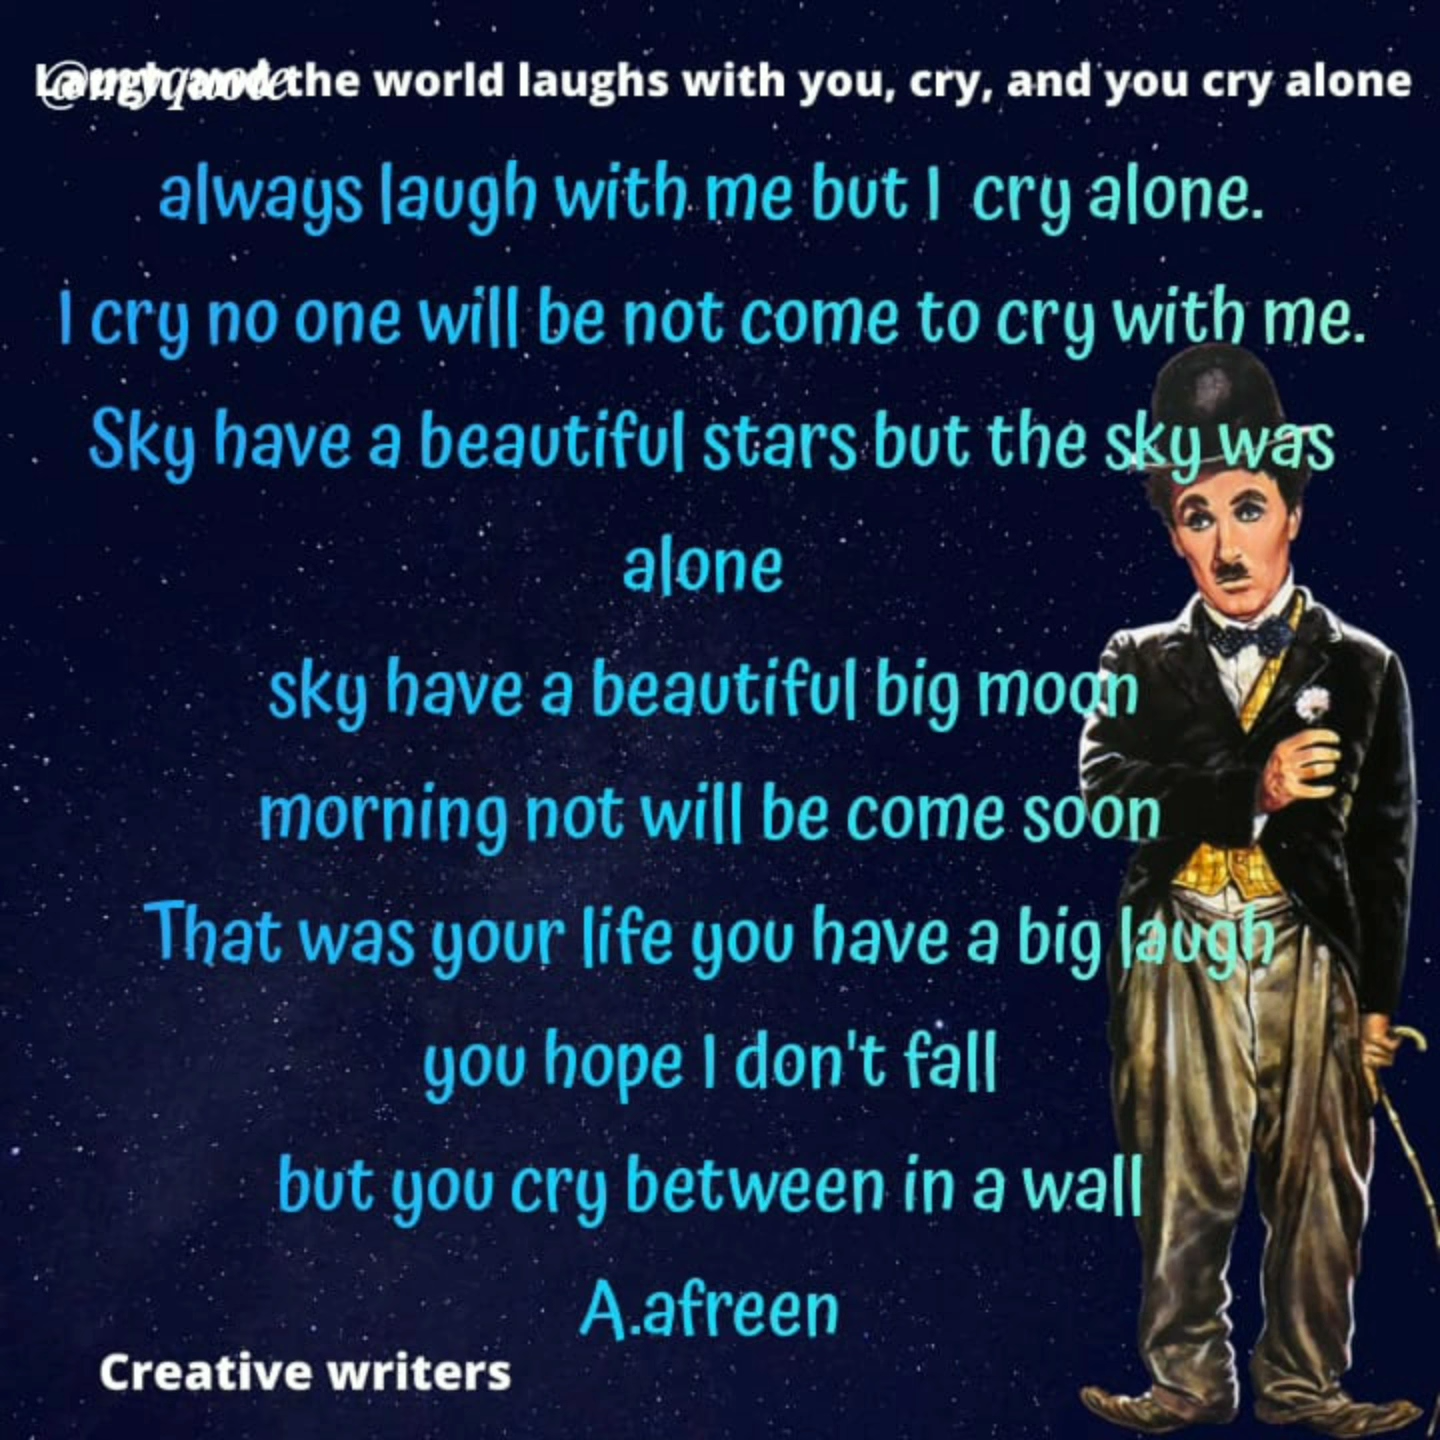 Laugh and the world laughs with you, cry, and you cry alone
@myquote
always laugh with me but I cry alone.
I cry no one will be not come to cry with me.
Sky have a beautiful stars but the sky was
alone
sky have a beautiful big moon
morning not will be come soon
That was your life you have a big laugh
you hope I don't fall
but you cry between in a wall
A.afreen
Creative writers